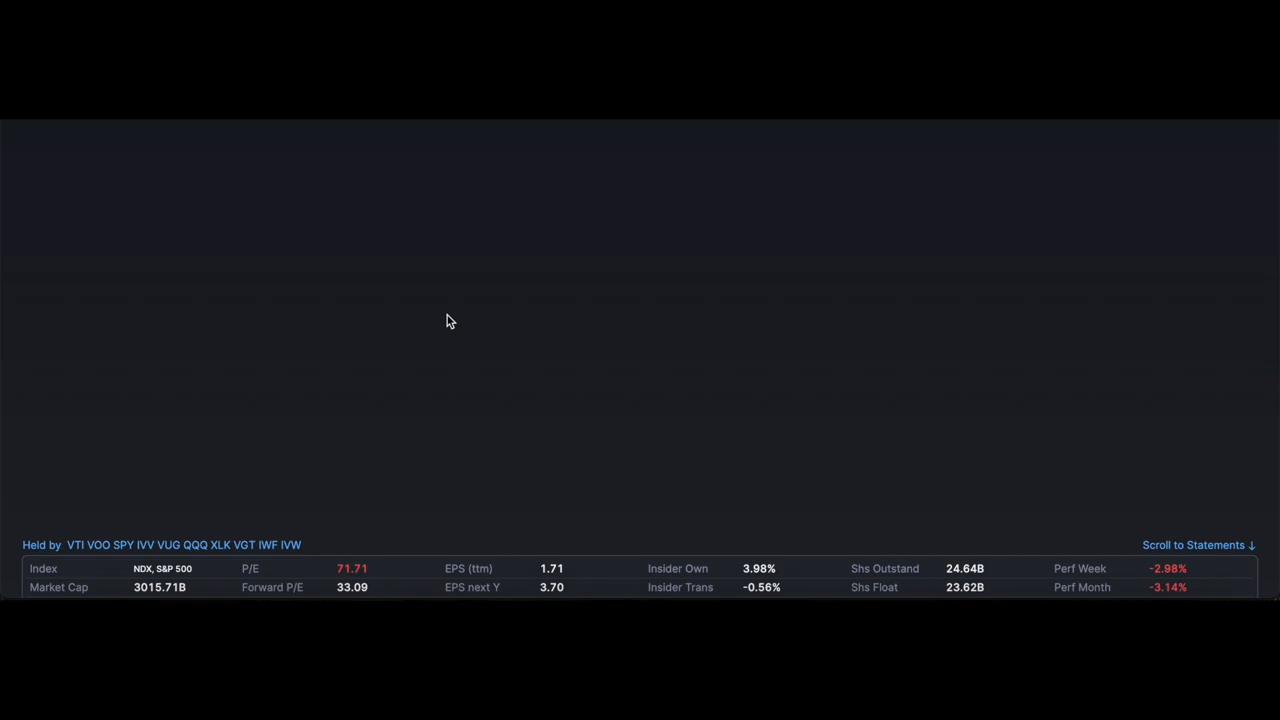 Held by VTI VOO SPY IVV VUG QQQ XLK VGT IWF IVW Scroll to Statements ↓
Index NDX, S&P 500 P/E 71.71 EPS (ttm) 1.71 Insider Own 3.98% Shs Outstand 24.64B Perf Week -2.98%
Market Cap 3015.71B Forward P/E 33.09 EPS next Y 3.70 Insider Trans -0.56% Shs Float 23.62B Perf Month -3.14%